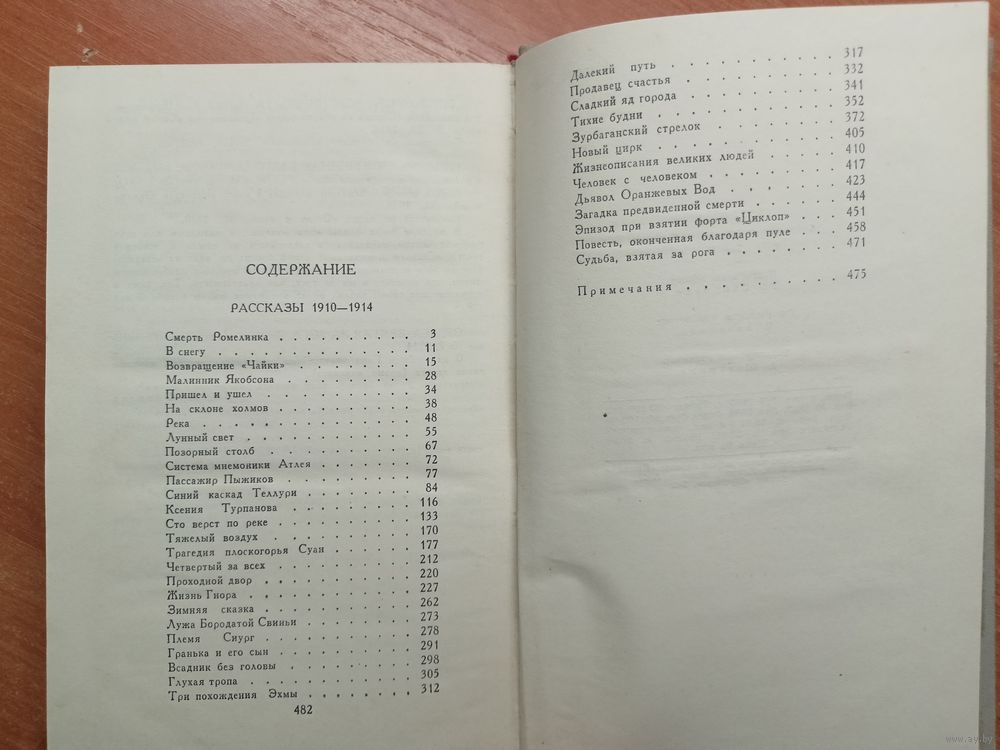 СОДЕРЖАНИЕ
РАССКАЗЫ 1910—1914
Смерть Ромелинка . . . . . . . . . . 3
В снегу . . . . . . . . . . . . . . 11
Возвращение «Чайки» . . . . . . . . 15
Малинник Якобсона . . . . . . . . . 28
Пришел и ушел . . . . . . . . . . . 34
На склоне холмов . . . . . . . . . . 38
Река . . . . . . . . . . . . . . . 48
Лунный свет . . . . . . . . . . . . 55
Позорный столб . . . . . . . . . . . 67
Система мнемоники Атлея . . . . . . . 72
Пассажир Пыжиков . . . . . . . . . . 77
Синий каскад Теллури . . . . . . . . 84
Ксения Турпанова . . . . . . . . . . 116
Сто верст по реке . . . . . . . . . . 133
Тяжелый воздух . . . . . . . . . . . 170
Трагедия плоскогорья Суан . . . . . . 177
Четвертый за всех . . . . . . . . . . 212
Проходной двор . . . . . . . . . . . 220
Жизнь Гнора . . . . . . . . . . . . 227
Зимняя сказка . . . . . . . . . . . 262
Лужа Бородатой Свиньи . . . . . . . . 273
Племя Сиург . . . . . . . . . . . . 278
Гранька и его сын . . . . . . . . . . 291
Всадник без головы . . . . . . . . . 298
Глухая тропа . . . . . . . . . . . . 305
Три похождения Эхмы . . . . . . . . 312
482
Далекий путь . . . . . . . . . . . . 317
Продавец счастья . . . . . . . . . . 332
Сладкий яд города . . . . . . . . . . 341
Тихие будни . . . . . . . . . . . . 352
Зурбаганский стрелок . . . . . . . . 372
Новый цирк . . . . . . . . . . . . 405
Жизнеописания великих людей . . . . . 410
Человек с человеком . . . . . . . . . 417
Дьявол Оранжевых Вод . . . . . . . . 423
Загадка предвиденной смерти . . . . . 444
Эпизод при взятии форта «Циклоп» . . . 451
Повесть, оконченная благодаря пуле . . . 458
Судьба, взятая за рога . . . . . . . . 471
Примечания . . . . . . . . . . . . 475
www.ay.by